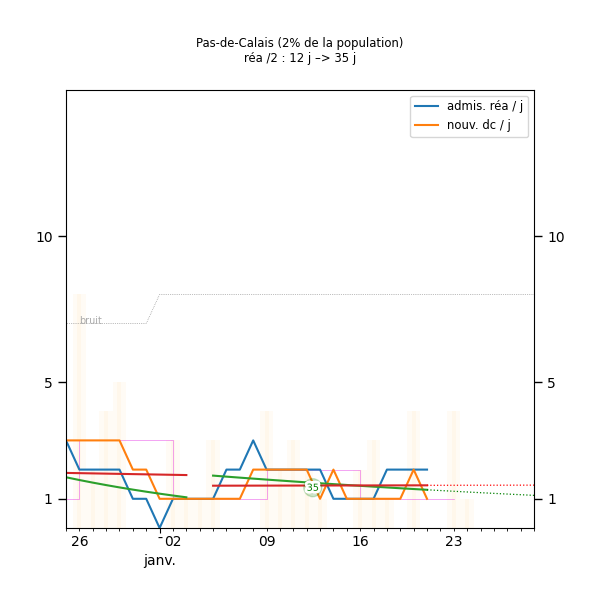 Pas-de-Calais (2% de la population)
réa /2 : 12 j –> 35 j
admis. réa / j
nouv. dc / j
10 10
bruit
5 5
35
1 1
26 02 09 16 23
janv.